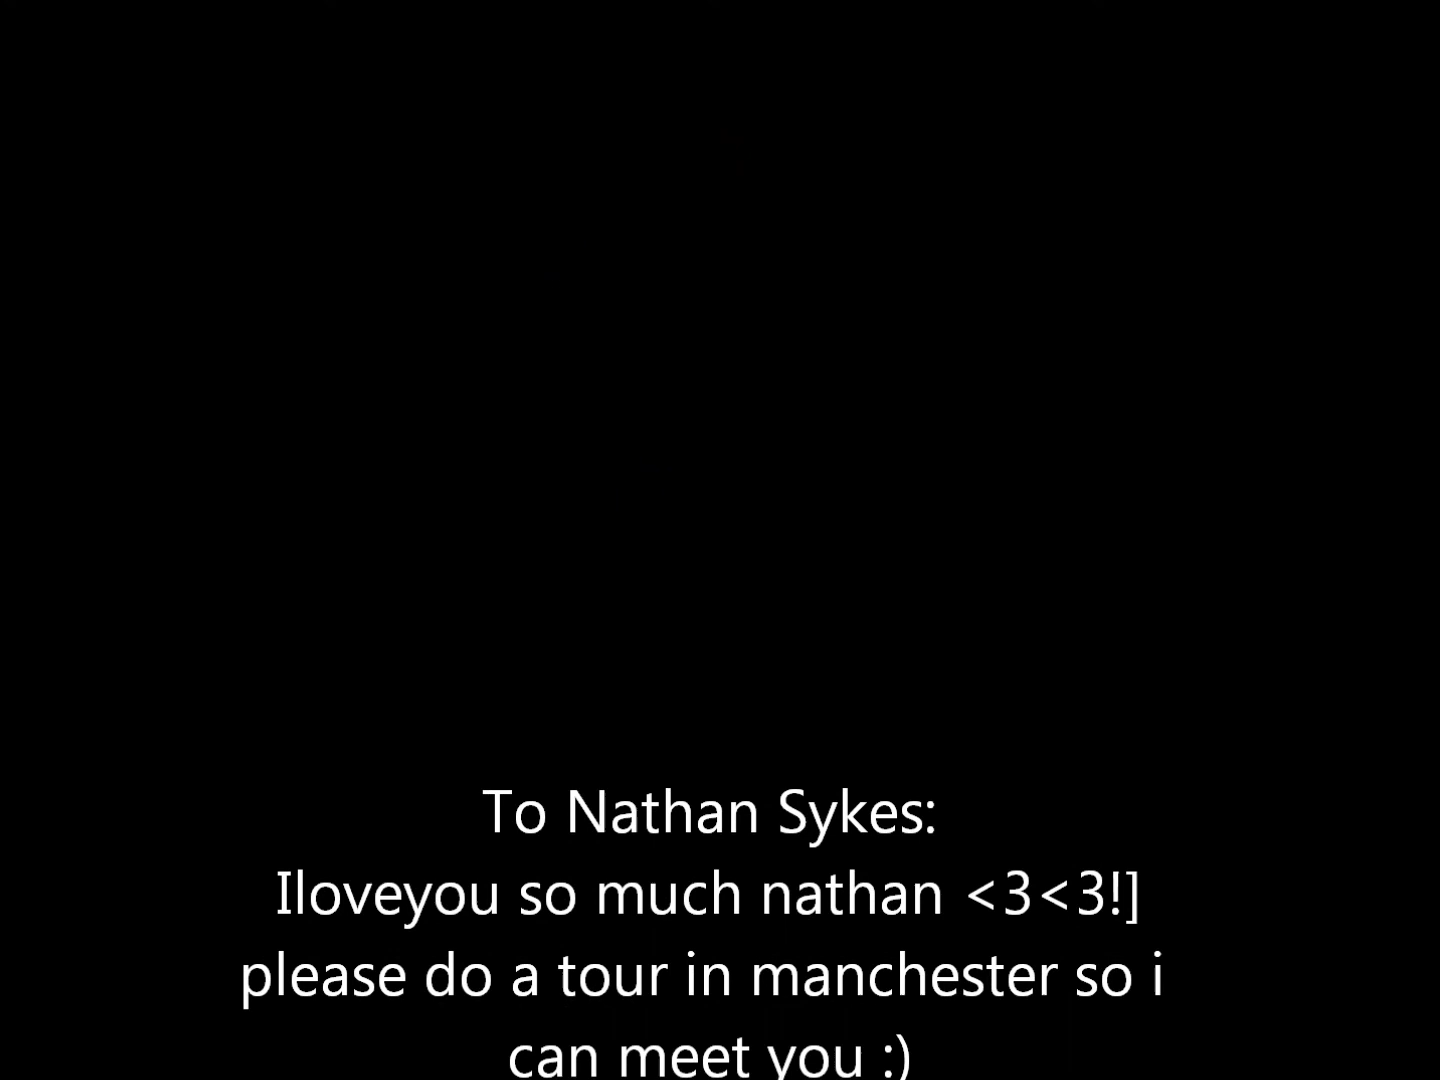 To Nathan Sykes:
Iloveyou so much nathan <3<3!]
please do a tour in manchester so i
can meet you :)